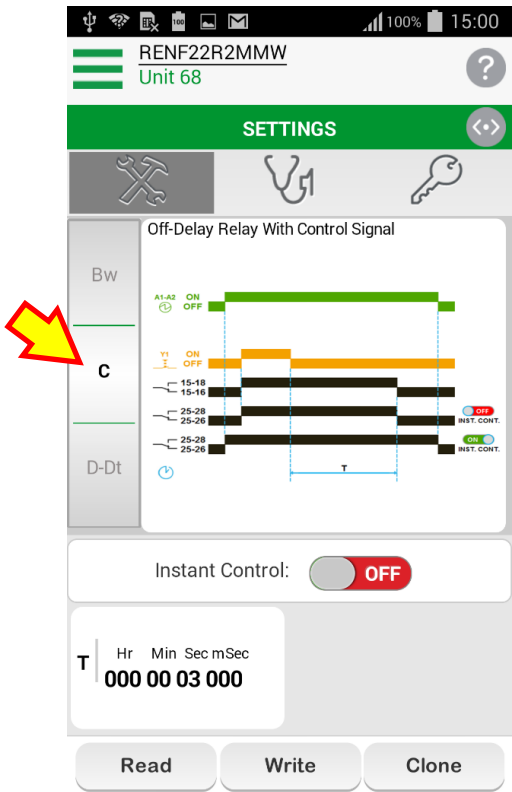 100
100%
15:00
RENF22R2MMW
Unit 68
?
SETTINGS
Bw
C
D-Dt
Off-Delay Relay With Control Signal
A1-A2 ON
OFF
Y1 ON
OFF
15-18
15-16
25-28
25-26
OFF
INST. CONT.
25-28
25-26
ON
INST. CONT.
T
Instant Control: OFF
T
Hr Min Sec mSec
000 00 03 000
Read Write Clone